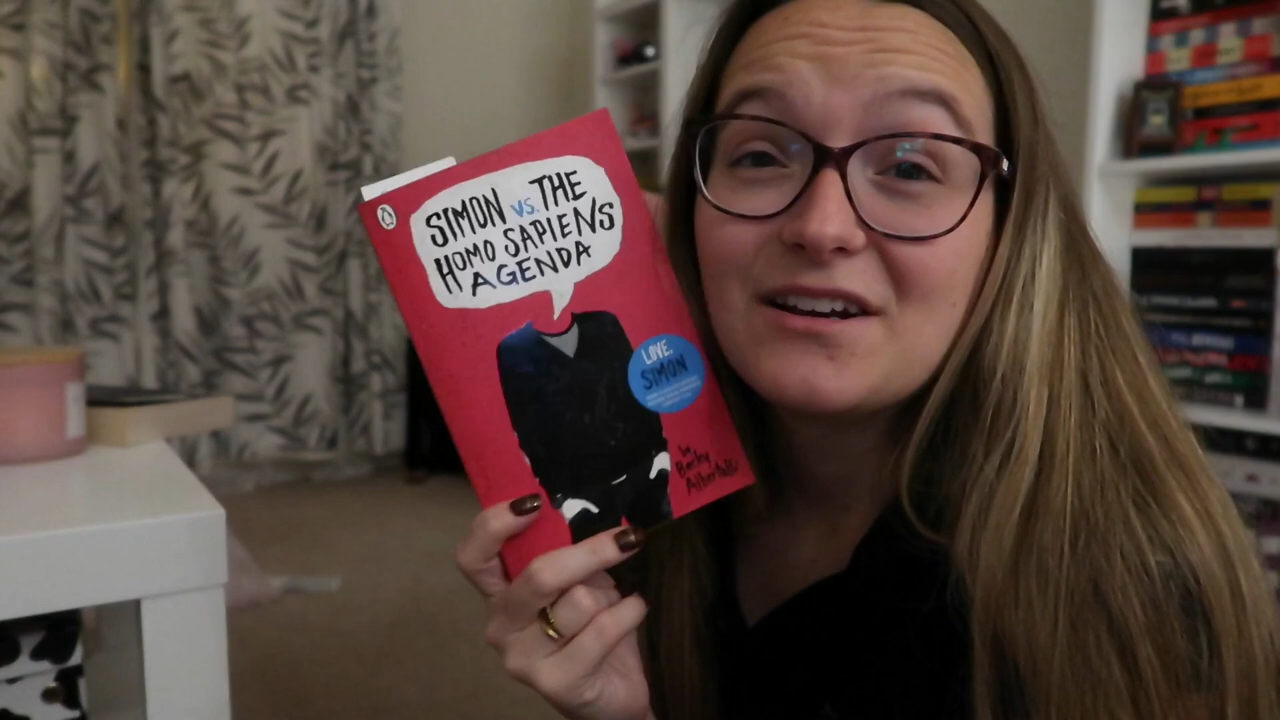 SIMON vs. THE
HOMO SAPIENS
AGENDA
LOVE,
SIMON
by
Becky
Albertalli